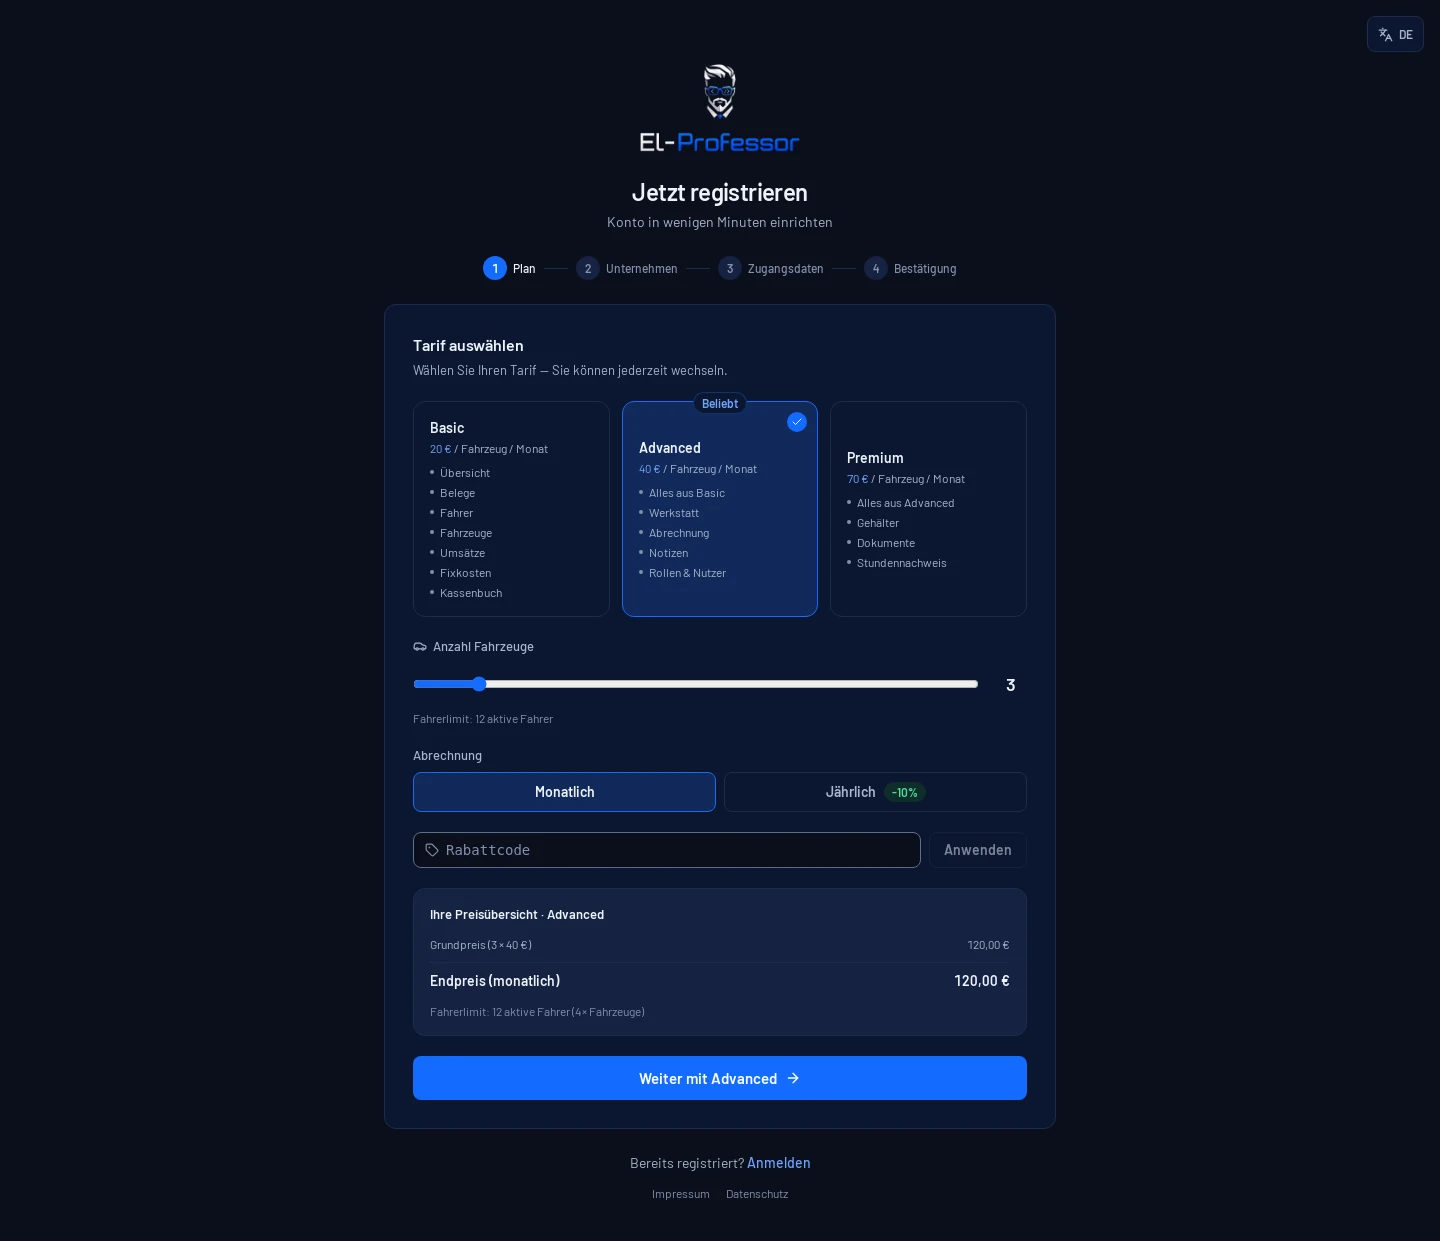 DE
El-Professor
Jetzt registrieren
Konto in wenigen Minuten einrichten
1 Plan 2 Unternehmen 3 Zugangsdaten 4 Bestätigung
Tarif auswählen
Wählen Sie Ihren Tarif — Sie können jederzeit wechseln.
Basic
20 € / Fahrzeug / Monat
Übersicht
Belege
Fahrer
Fahrzeuge
Umsätze
Fixkosten
Kassenbuch
Beliebt
Advanced
40 € / Fahrzeug / Monat
Alles aus Basic
Werkstatt
Abrechnung
Notizen
Rollen & Nutzer
Premium
70 € / Fahrzeug / Monat
Alles aus Advanced
Gehälter
Dokumente
Stundennachweis
Anzahl Fahrzeuge
3
Fahrerlimit: 12 aktive Fahrer
Abrechnung
Monatlich
Jährlich -10%
Rabattcode
Anwenden
Ihre Preisübersicht · Advanced
Grundpreis (3 × 40 €) 120,00 €
Endpreis (monatlich) 120,00 €
Fahrerlimit: 12 aktive Fahrer (4× Fahrzeuge)
Weiter mit Advanced →
Bereits registriert? Anmelden
Impressum Datenschutz